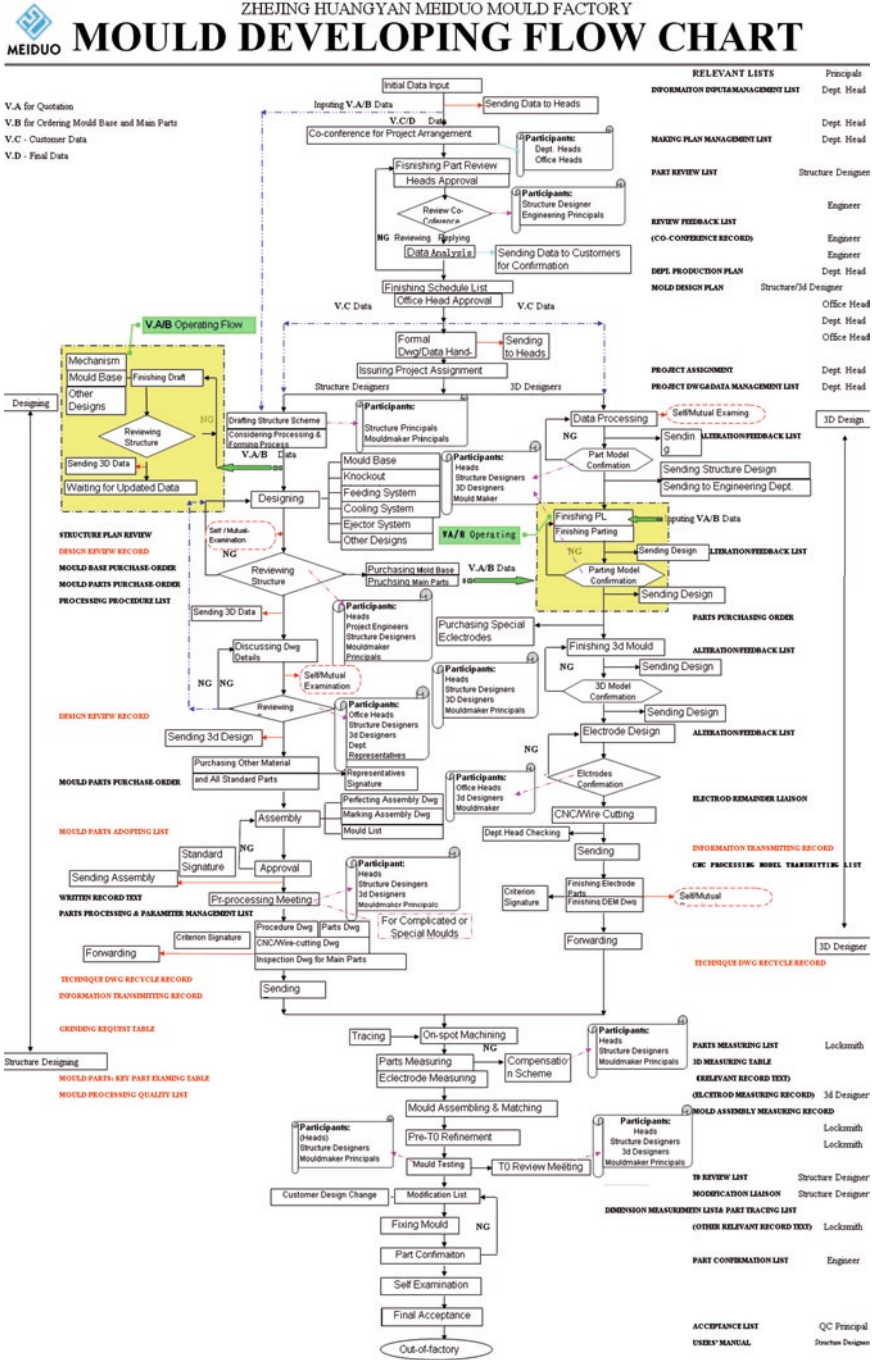 ZHEJING HUANGYAN MEIDUO MOULD FACTORY
MEIDUO
MOULD DEVELOPING FLOW CHART
RELEVANT LISTS
Principals
V.A for Quotation
V.B for Ordering Mould Base and Main Parts
V.C - Customer Data
V.D - Final Data
Initial Data Input
Inputing V.A/B Data
Sending Data to Heads
V.C/D Data
Co-conference for Project Arrangement
Participants:
Dept. Heads
Office Heads
Fisnishing Part Review
Heads Approval
Review Co-
Cnference
Participants:
Structure Designer
Engineering Principals
NG Reviewing Replying
Data Analysis
Sending Data to Customers
for Confirmation
Finishing Schedule List
Office Head Approval
V.C Data
V.C Data
Formal
Dwg/Data Hand-
Sending
to Heads
Issuring Project Assignment
Structure Designers
3D Designers
INFORMAITON INPUT&MANAGEMENT LIST
Dept. Head
Dept. Head
MAKING PLAN MANAGEMENT LIST
Dept. Head
PART REVIEW LIST
Structure Designer
Engineer
REVIEW FEEDBACK LIST
(CO-CONFERENCE RECORD)
Engineer
Engineer
DEPT. PRODUCTION PLAN
Dept. Head
MOLD DESIGN PLAN
Structure/3d Designer
Office Head
Dept. Head
Office Head
PROJECT ASSIGNMENT
Dept. Head
PROJECT DWG&DATA MANAGEMENT LIST
Dept. Head
V.A/B Operating Flow
Mechanism
Mould Base
Other
Designs
Finishing Draft
Reviewing
Structure
NG
Sending 3D Data
Waiting for Updated Data
Designing
Drafting Structure Scheme
Considering Processing &
Forming Process
V.A/B Data
Participants:
Structure Principals
Mouldmaker Principals
Designing
Mould Base
Knockout
Feeding System
Cooling System
Ejector System
Other Designs
Self / Mutual-
Examination
NG
Reviewing
Structure
Purchasing Mold Base
Pruchsing Main Parts
V.A/B Data
Sending 3D Data
Participants:
Heads
Project Engineers
Structure Designers
Mouldmaker
Principals
Discussing Dwg
Details
NG NG
Self/Mutual
Examination
Reviewing
Participants:
Office Heads
Structure Designers
3d Designers
Dept.
Representatives
Sending 3d Design
Purchasing Other Material
and All Standard Parts
Representatives
Signature
Assembly
Perfecting Assembly Dwg
Marking Assembly Dwg
Mould List
NG
Standard
Signature
Approval
Sending Assembly
Pr-processing Meeting
Participant:
Heads
Structure Desingers
3d Designers
Mouldmaker Principals
For Complicated or
Special Moulds
Criterion Signature
Procedure Dwg
Parts Dwg
CNC/Wire-cutting Dwg
Inspection Dwg for Main Parts
Forwarding
Sending
STRUCTURE PLAN REVIEW
DESIGN REVIEW RECORD
MOULD BASE PURCHASE-ORDER
MOULD PARTS PURCHASE-ORDER
PROCESSING PROCEDURE LIST
DESIGN REVIEW RECORD
MOULD PARTS PURCHASE-ORDER
MOULD PARTS ADOPTING LIST
WRITTEN RECORD TEXT
PARTS PROCESSING & PARAMETER MANAGEMENT LIST
TECHNIQUE DWG RECYCLE RECORD
INFORMATION TRANSIMITTING RECORD
GRINDING REQUEST TABLE
Structure Designing
MOULD PARTS: KEY PART EXAMING TABLE
MOULD PROCESSING QUALITY LIST
Data Processing
Self/Mutual Examing
3D Design
NG
Sendin
g
ALTERATION/FEEDBACK LIST
Part Model
Confirmation
Participants:
Heads
Structure Designers
3D Designers
Mould Maker
Sending Structure Design
Sending to Engineering Dept.
VA/B Operating
Finishing PL
Finishing Parting
Inputing VA/B Data
NG
Sending Design
LTERATION/FEEDBACK LIST
Parting Model
Confirmation
Sending Design
Purchasing Special
Eclectrodes
PARTS PURCHASING ORDER
Finishing 3d Mould
ALTERATION/FEEDBACK LIST
NG
Sending Design
3D Model
Confirmation
Participants:
Heads
Structure Designers
3D Designers
Mouldmaker Principals
Sending Design
Electrode Design
ALTERATION/FEEDBACK LIST
NG
Elctrodes
Confirmation
Participants:
Office Heads
3d Designers
Mouldmaker
ELECTROD REMAINDER LIAISON
CNC/Wire Cutting
Dept.Head Checking
Sending
INFORMAITON TRANSMITTING RECORD
CNC PROCESSING MODEL TRANSMITTING LIST
Criterion
Signature
Finishing Electrode
Parts
Finishing DEM Dwg
Self/Mutual
Forwarding
3D Designer
TECHNIQUE DWG RECYCLE RECORD
Tracing
On-spot Machining
NG
Parts Measuring
Eclectrode Measuring
Compensatio
n Scheme
Participants:
Heads
Structure Designers
Mouldmaker Principals
Mould Assembling & Matching
Pre-T0 Refinement
Participants:
(Heads)
Structure Designers
Mouldmaker Principals
Mould Testing
T0 Review Meeting
Participants:
Heads
Structure Designers
3d Designers
Mouldmaker Principals
Customer Design Change
Modification List
Fixing Mould
NG
Part Confirmaiton
Self Examination
Final Acceptance
Out-of-factory
PARTS MEASURING LIST
Locksmith
3D MEASURING TABLE
(RELEVANT RECORD TEXT)
(ELCETROD MEASURING RECORD)
3d Designer
MOLD ASSEMBLY MEASURING RECORD
Locksmith
Locksmith
T0 REVIEW LIST
Structure Designer
MODIFICATION LIAISON
Structure Designer
DIMENSION MEASUREMETEN LIST& PART TRACING LIST
(OTHER RELEVANT RECORD TEXT)
Locksmith
PART CONFIRMATION LIST
Engineer
ACCEPTANCE LIST
QC Principal
USERS' MANUAL
Structure Designer